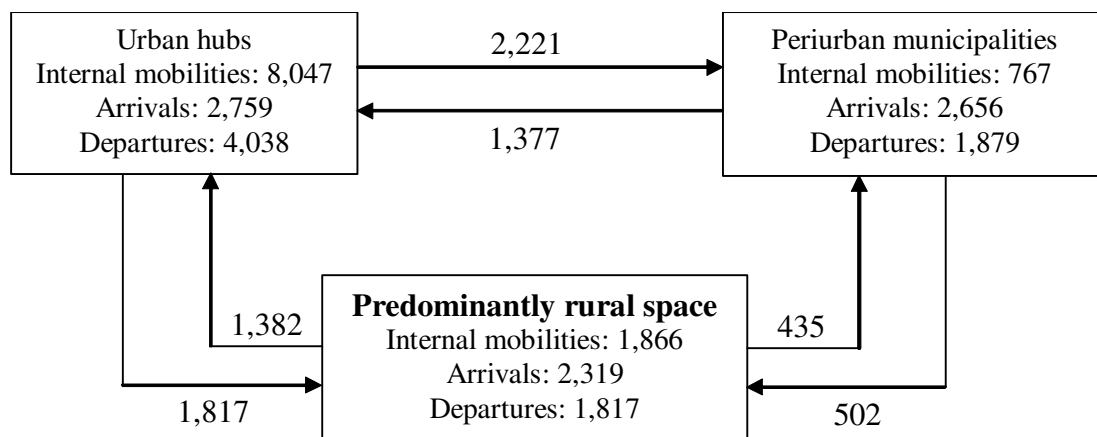 Urban hubs
Internal mobilities: 8,047
Arrivals: 2,759
Departures: 4,038
2,221
1,377
Periurban municipalities
Internal mobilities: 767
Arrivals: 2,656
Departures: 1,879
1,382
1,817
Predominantly rural space
Internal mobilities: 1,866
Arrivals: 2,319
Departures: 1,817
435
502